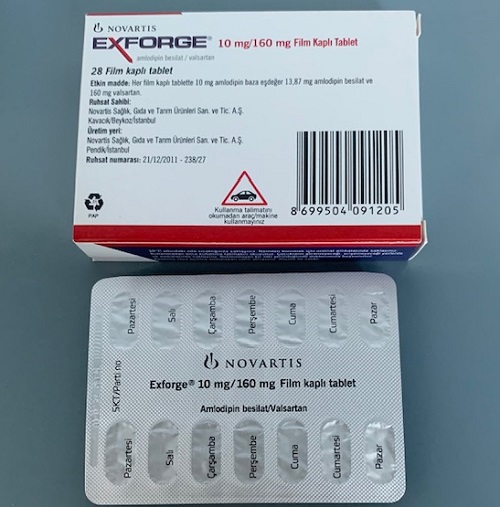 NOVARTIS
EXFORGE® 10 mg/160 mg Film Kaplı Tablet
amlodipin besilat / valsartan
28 Film kaplı tablet
Etkin madde: Her film kaplı tablette 10 mg amlodipin baza eşdeğer 13,87 mg amlodipin besilat ve
160 mg valsartan.
Ruhsat Sahibi:
Novartis Sağlık, Gıda ve Tarım Ürünleri San. ve Tic. A.Ş.
Kavacık/Beykoz/İstanbul
Üretim yeri:
Novartis Sağlık, Gıda ve Tarım Ürünleri San. ve Tic. A.Ş.
Pendik/İstanbul
Ruhsat numarası: 21/12/2011 - 238/27
PAP
Kullanma talimatını
okumadan araç/makine
kullanmayınız
8 699504 091205
Pazartesi
Salı
Çarşamba
Perşembe
Cuma
Cumartesi
Pazar
SKT/Parti no
NOVARTIS
Exforge® 10 mg/160 mg Film kaplı tablet
Amlodipin besilat/Valsartan
Pazartesi
Salı
Çarşamba
Perşembe
Cuma
Cumartesi
Pazar